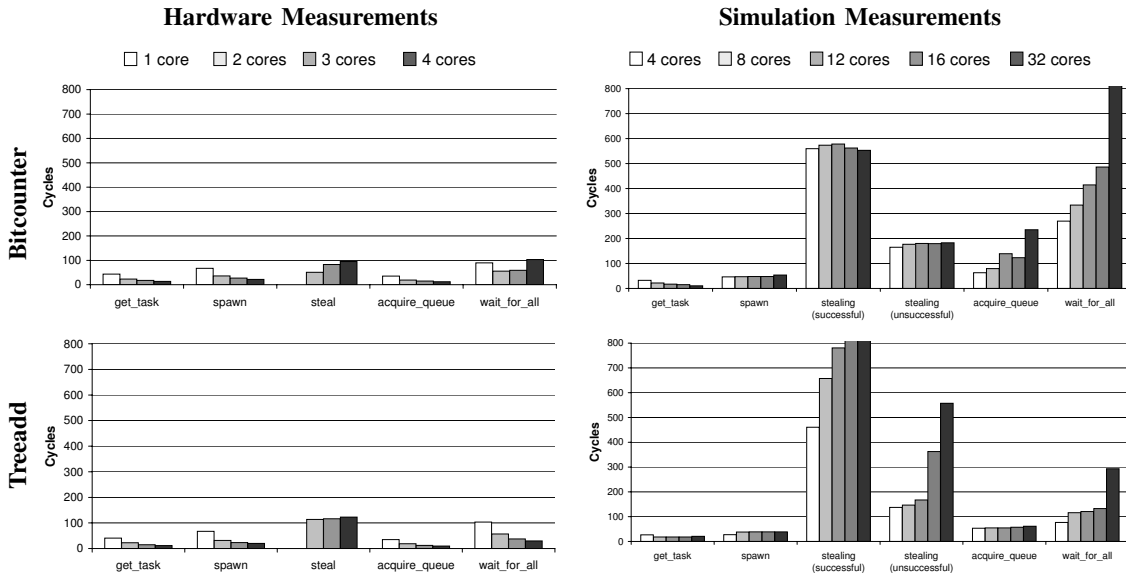 Hardware Measurements
Simulation Measurements
1 core 2 cores 3 cores 4 cores
4 cores 8 cores 12 cores 16 cores 32 cores
Bitcounter
Cycles
800
700
600
500
400
300
200
100
0
get_task spawn steal acquire_queue wait_for_all
Cycles
800
700
600
500
400
300
200
100
0
get_task spawn stealing stealing acquire_queue wait_for_all
(successful) (unsuccessful)
Treeadd
Cycles
800
700
600
500
400
300
200
100
0
get_task spawn steal acquire_queue wait_for_all
Cycles
800
700
600
500
400
300
200
100
0
get_task spawn stealing stealing acquire_queue wait_for_all
(successful) (unsuccessful)